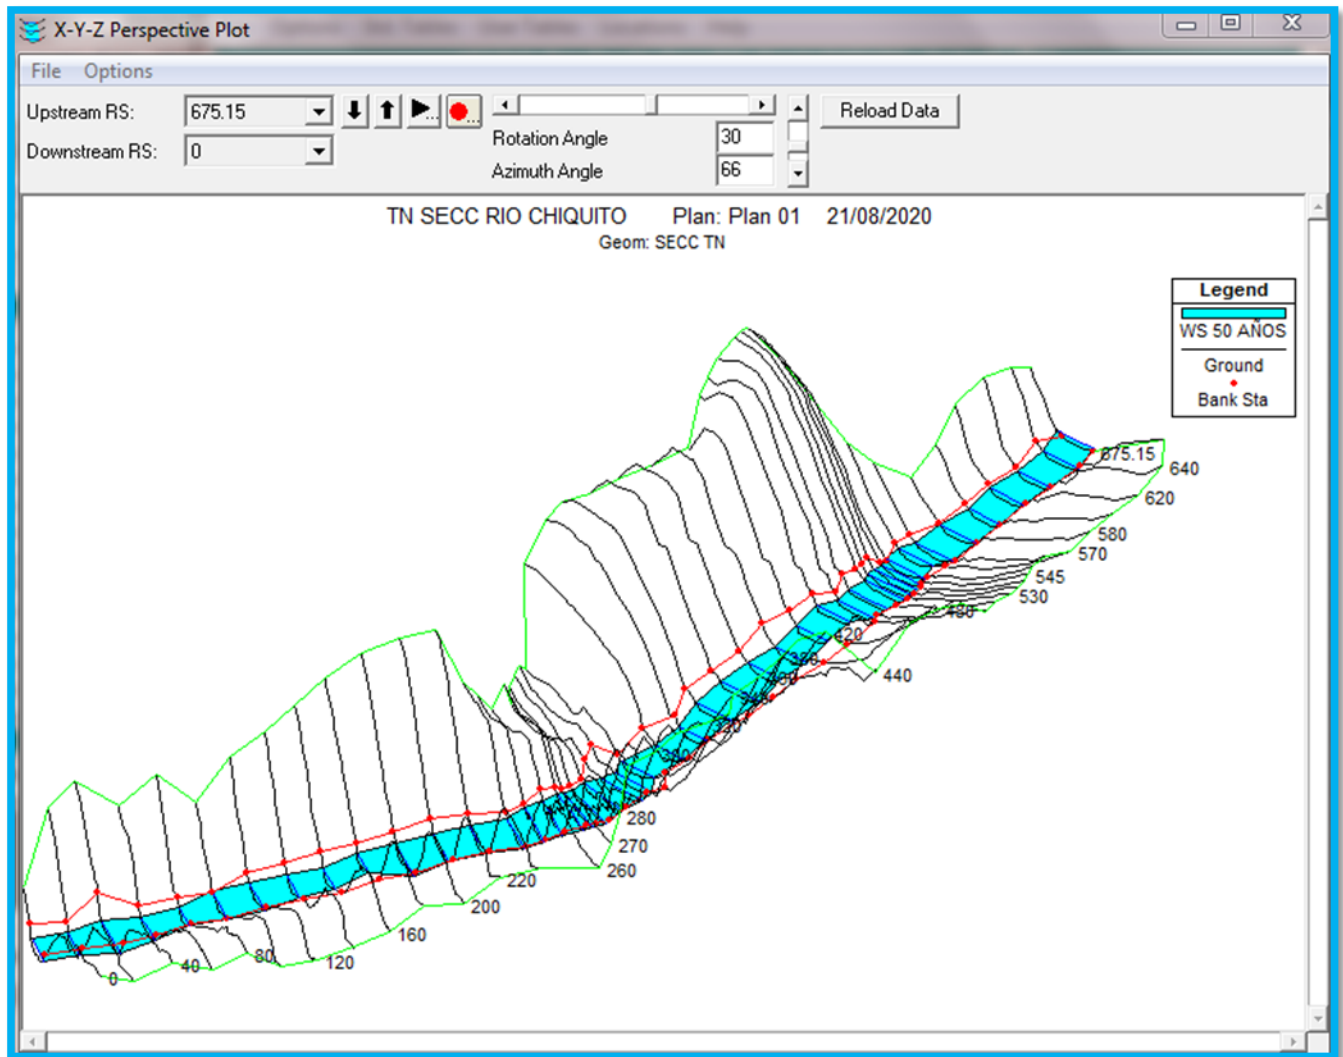 X-Y-Z Perspective Plot
File Options
Upstream RS: 675.15
Downstream RS: 0
Rotation Angle 30
Azimuth Angle 66
Reload Data
TN SECC RIO CHIQUITO Plan: Plan 01 21/08/2020
Geom: SECC TN
Legend
WS 50 AÑOS
Ground
Bank Sta
675.15
640
620
580
570
545
530
480
420
440
280
270
260
220
200
160
120
80
40
0